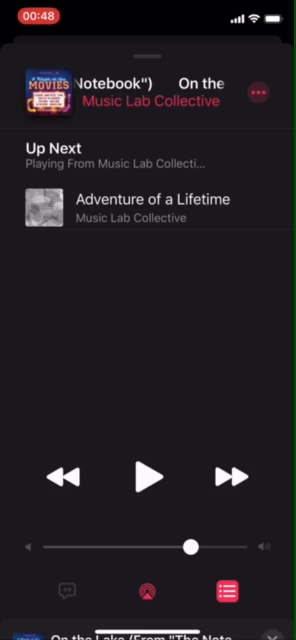 00:48
MOVIES
Notebook") On the
Music Lab Collective
Up Next
Playing From Music Lab Collecti...
Adventure of a Lifetime
Music Lab Collective
On the Lake (From "The Note